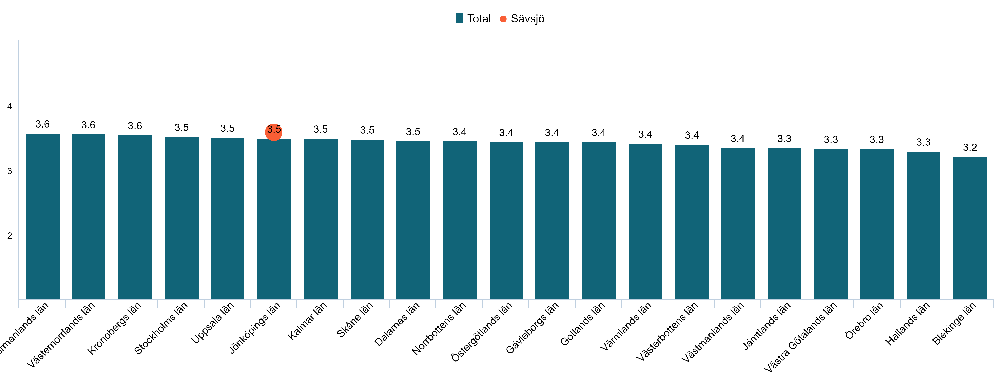 Total Sävsjö
4
3
2
3.6 3.6 3.6 3.5 3.5 3.5 3.5 3.5 3.5 3.4 3.4 3.4 3.4 3.4 3.4 3.4 3.3 3.3 3.3 3.3 3.2
ermanlands län
Västernorrlands län
Kronobergs län
Stockholms län
Uppsala län
Jönköpings län
Kalmar län
Skåne län
Dalarnas län
Norrbottens län
Östergötlands län
Gävleborgs län
Gotlands län
Värmlands län
Västerbottens län
Västmanlands län
Jämtlands län
Västra Götalands län
Örebro län
Hallands län
Blekinge län